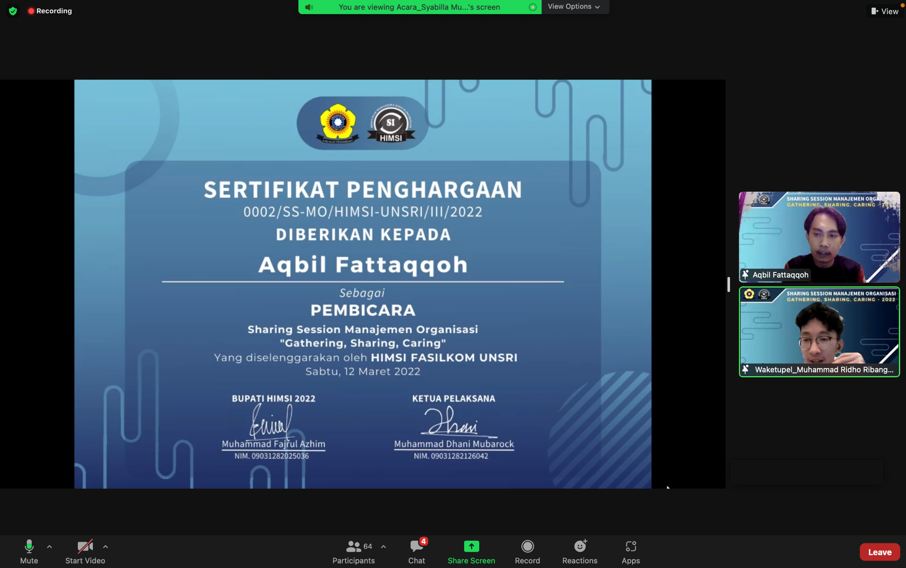 Recording
You are viewing Acara_Syabilla Mu...'s screen
View Options
View
HIMSI
SERTIFIKAT PENGHARGAAN
0002/SS-MO/HIMSI-UNSRI/III/2022
DIBERIKAN KEPADA
Aqbil Fattaqqoh
Sebagai
PEMBICARA
Sharing Session Manajemen Organisasi
"Gathering, Sharing, Caring"
Yang diselenggarakan oleh HIMSI FASILKOM UNSRI
Sabtu, 12 Maret 2022
BUPATI HIMSI 2022
Muhammad Fajrul Azhim
NIM. 09031282025036
KETUA PELAKSANA
Muhammad Dhani Mubarock
NIM. 09031282126042
SHARING SESSION MANAJEMEN ORGANI
GATHERING, SHARING, CARING - 202
Aqbil Fattaqqoh
SHARING SESSION MANAJEMEN ORGANISASI
GATHERING, SHARING, CARING - 2022
Waketupel_Muhammad Ridho Ribang...
Mute
Start Video
64
Participants
4
Chat
Share Screen
Record
Reactions
Apps
Leave